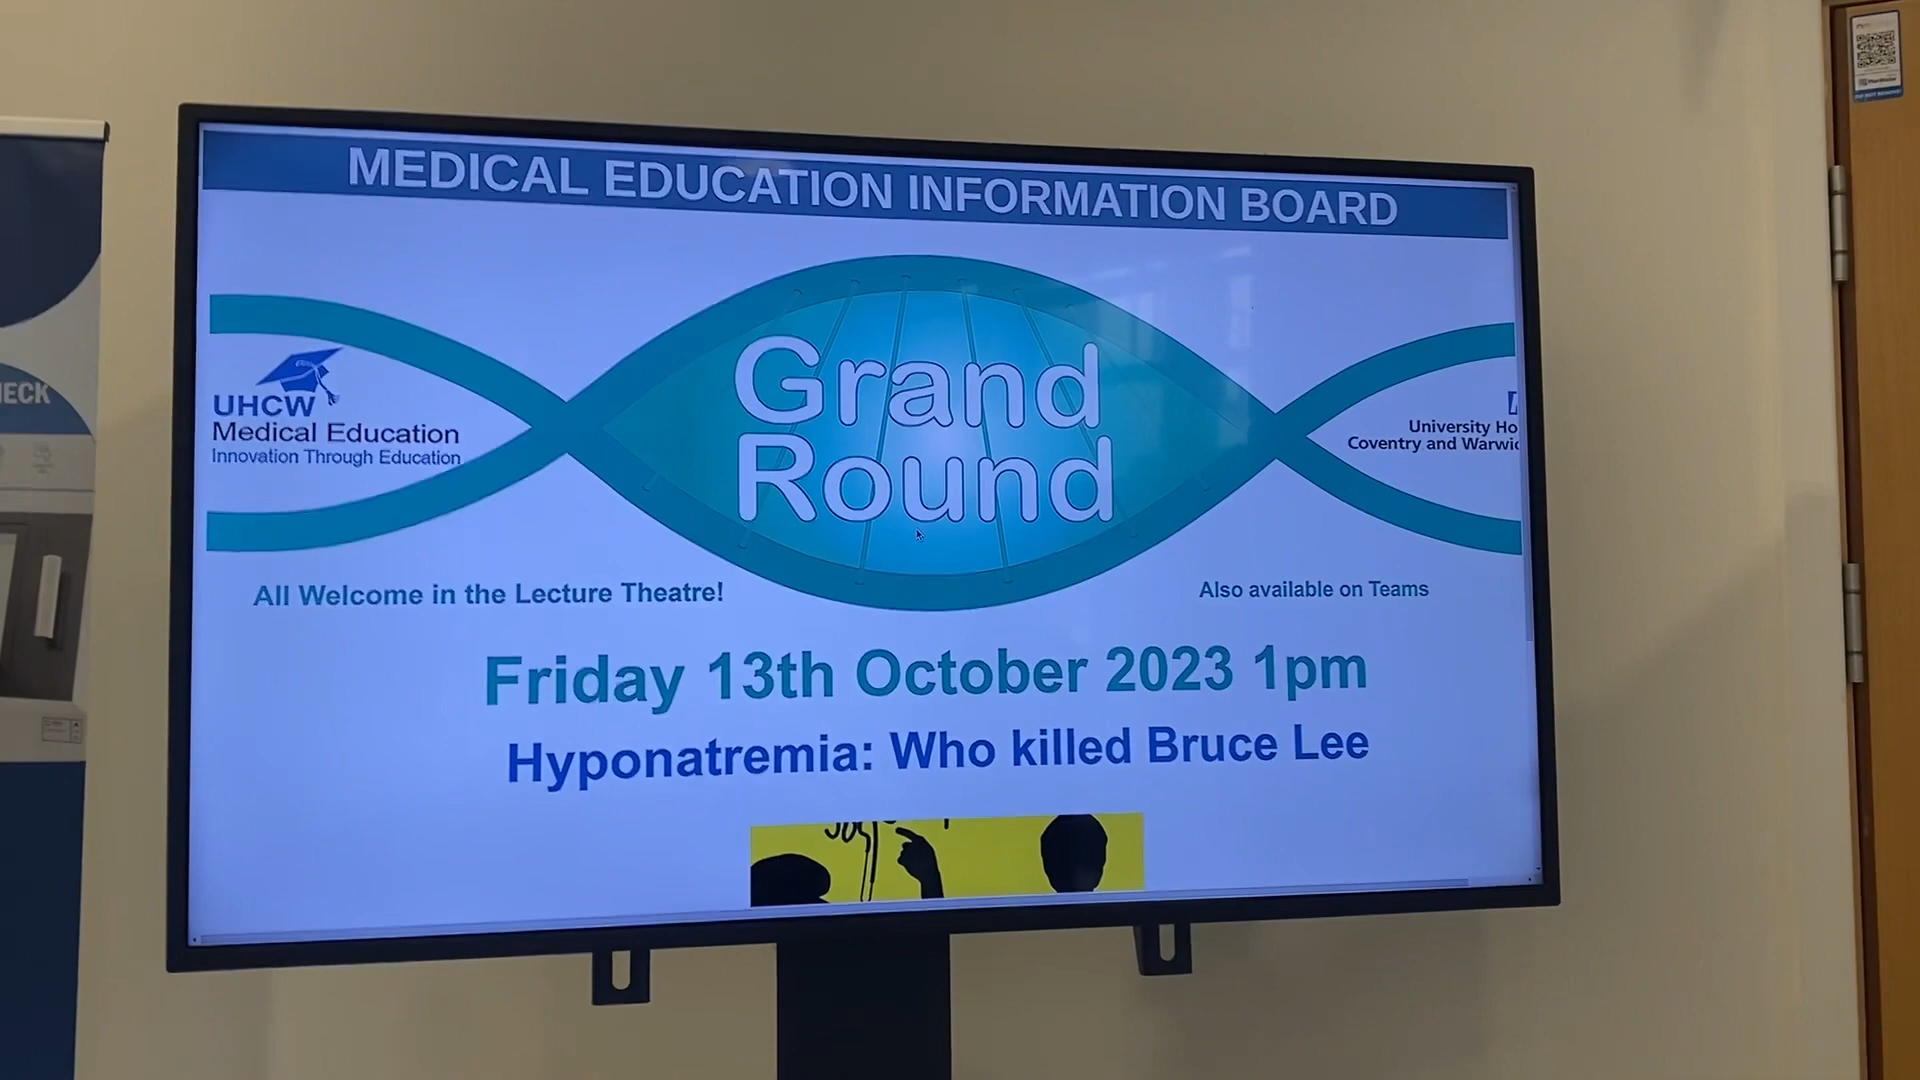 MEDICAL EDUCATION INFORMATION BOARD
Grand
Round
UHCW
Medical Education
Innovation Through Education
University Ho
Coventry and Warwic
All Welcome in the Lecture Theatre!
Also available on Teams
Friday 13th October 2023 1pm
Hyponatremia: Who killed Bruce Lee